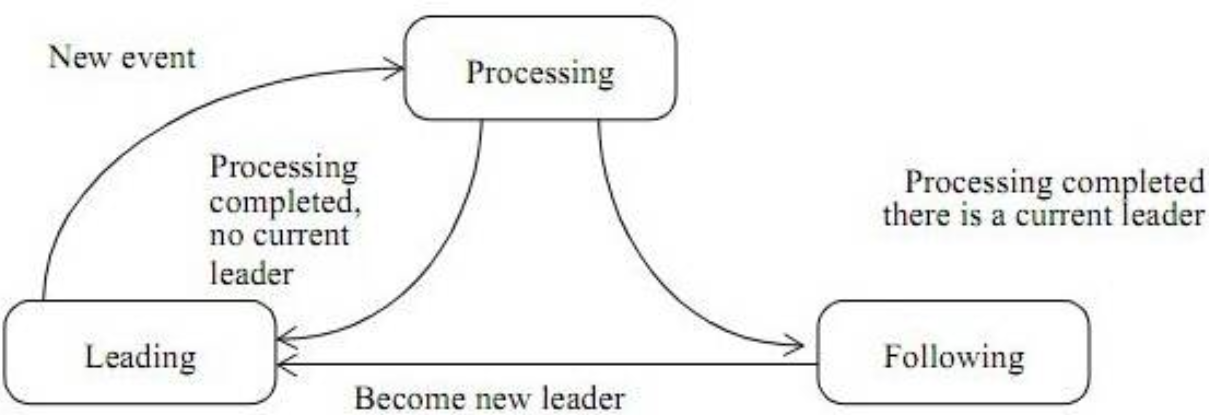 New event
Processing
Processing
completed,
no current
leader
Processing completed
there is a current leader
Leading
Following
Become new leader